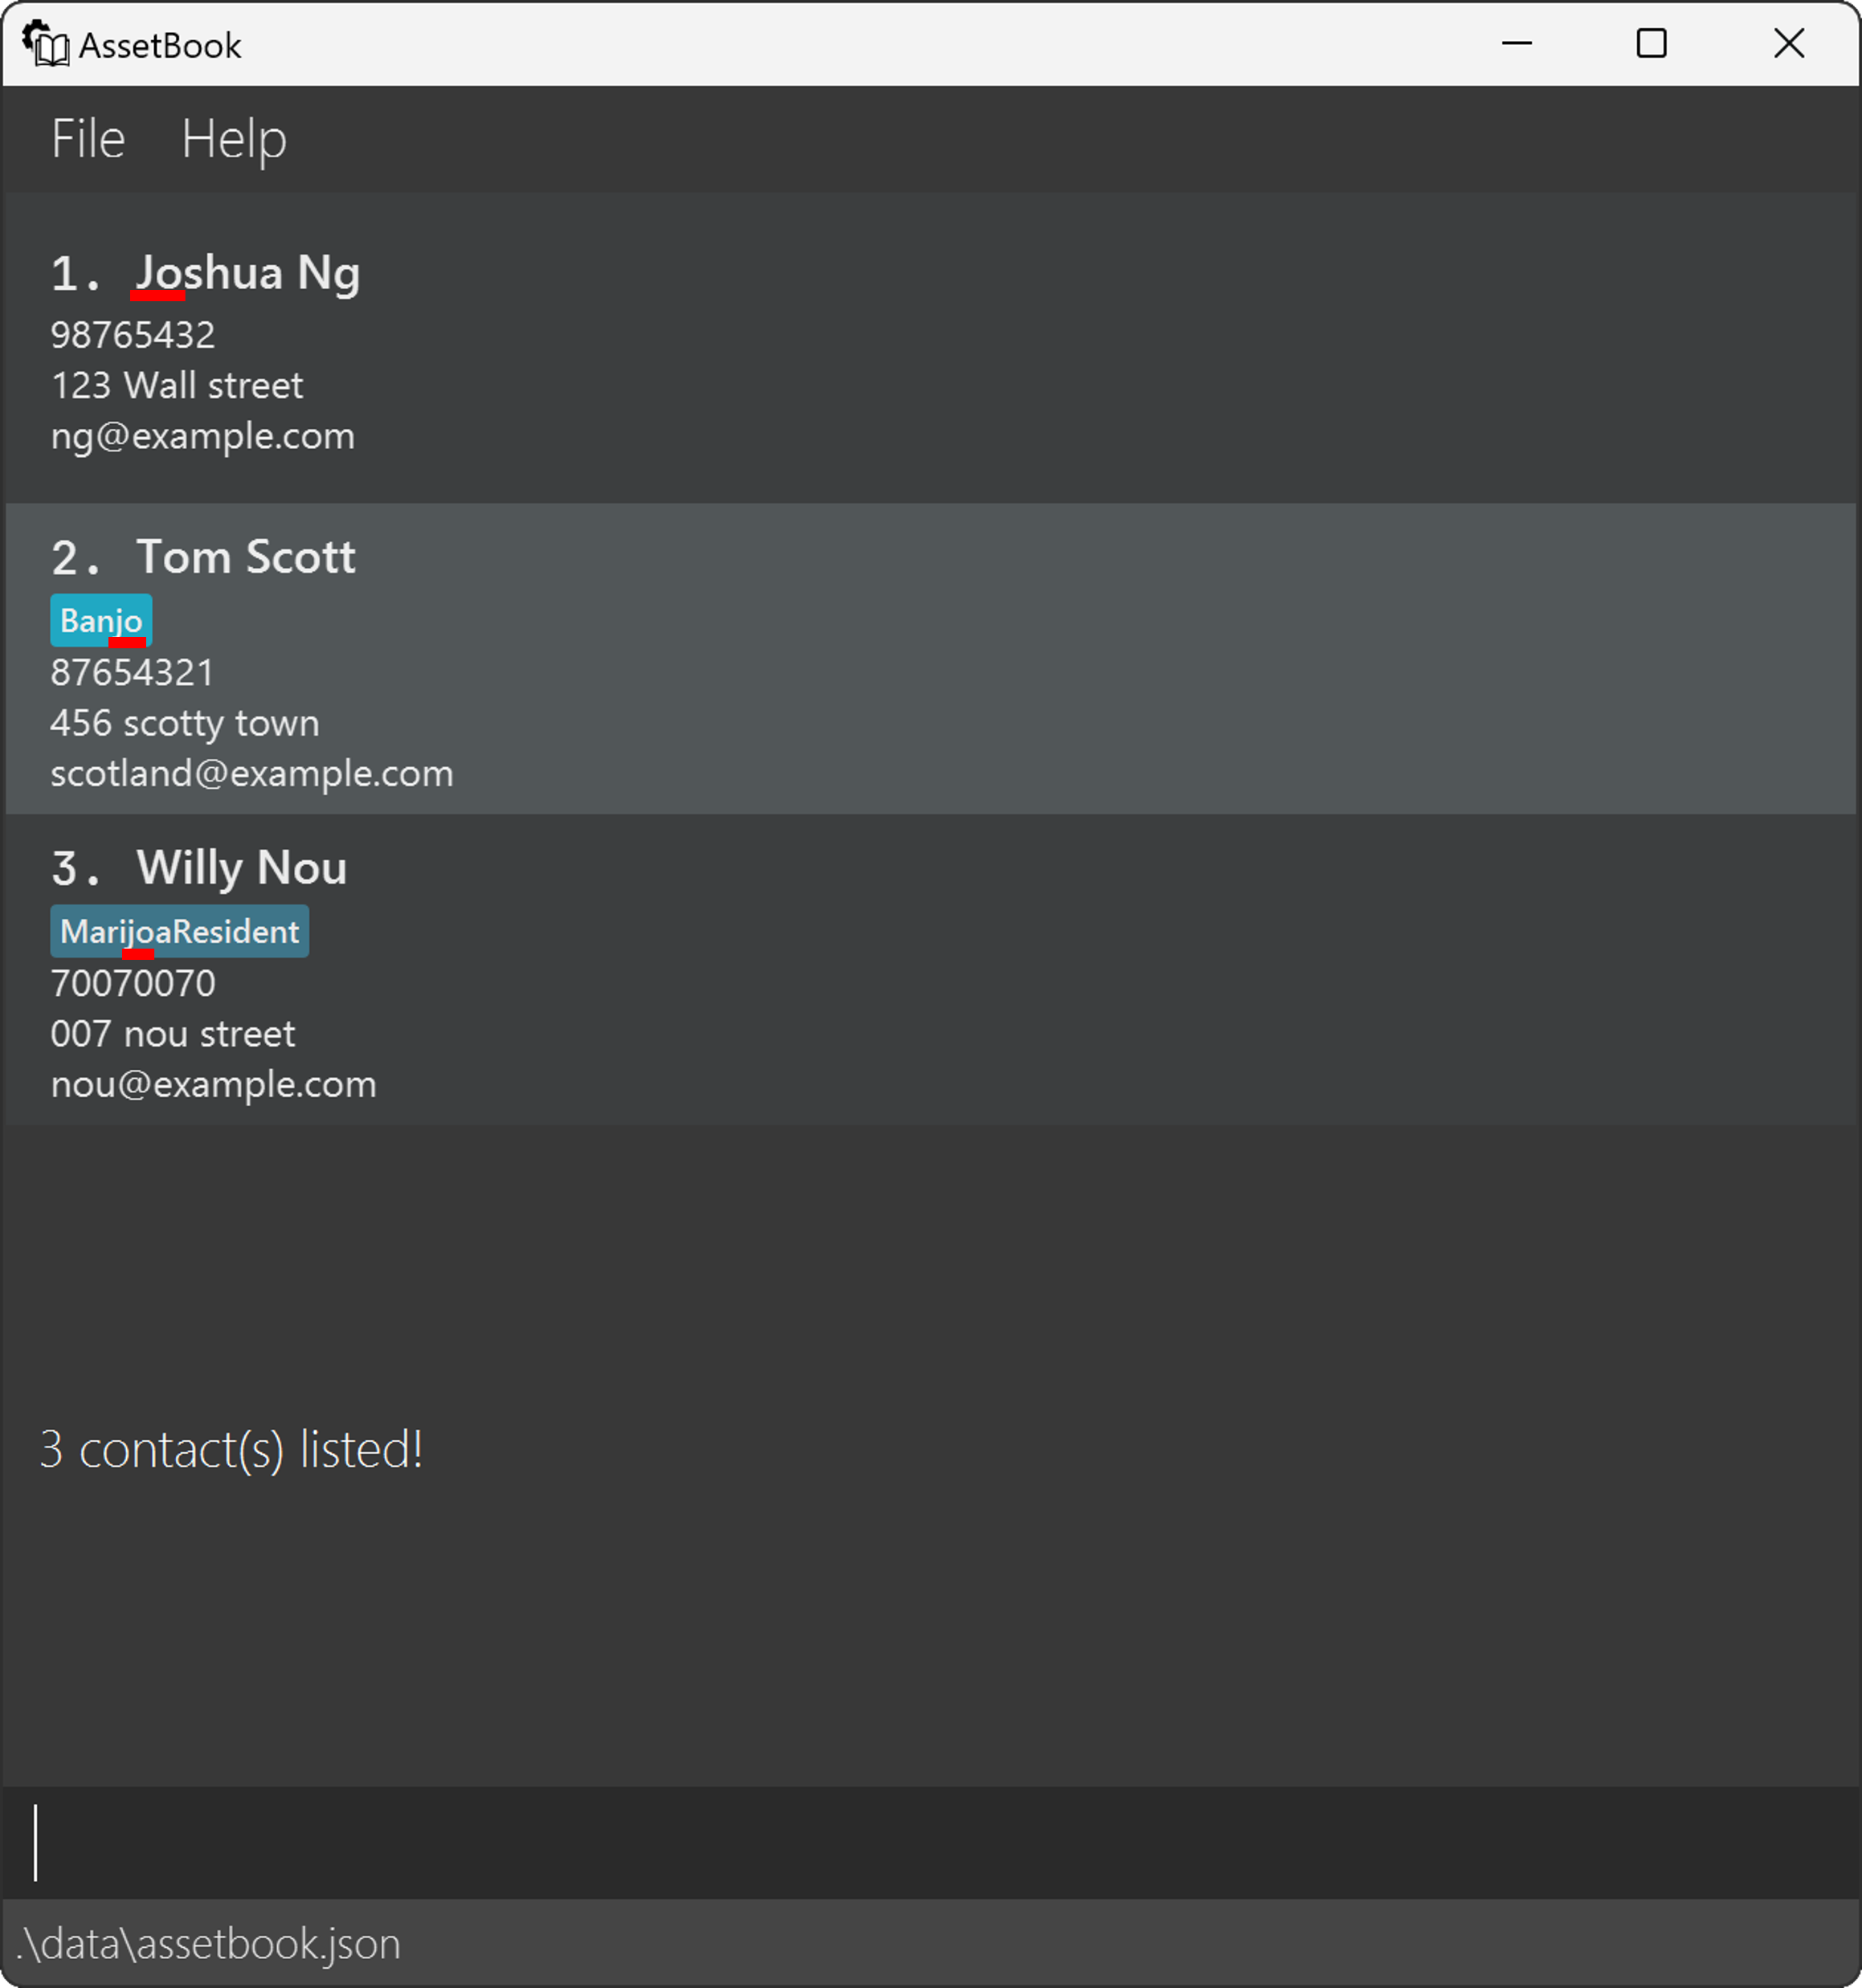 AssetBook
File Help
1. Joshua Ng
98765432
123 Wall street
ng@example.com
2. Tom Scott
Banjo
87654321
456 scotty town
scotland@example.com
3. Willy Nou
MarijoaResident
70070070
007 nou street
nou@example.com
3 contact(s) listed!
.\data\assetbook.json